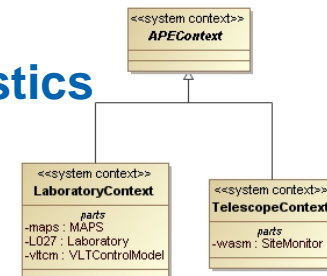 <<system context>>
APEContext
stics
<<system context>>
LaboratoryContext
parts
-maps : MAPS
-L027 : Laboratory
-vltcm : VLTControlModel
<<system context>>
TelescopeContext
parts
-wasm : SiteMonitor